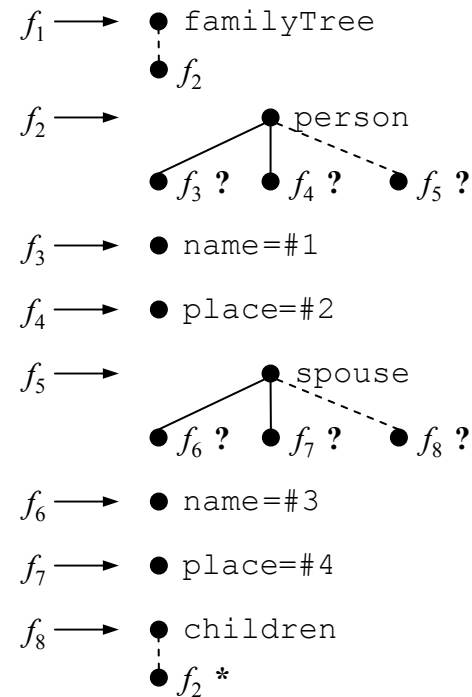 f₁ → ● familyTree
● f₂
f₂ → ● person
● f₃ ? ● f₄ ? ● f₅ ?
f₃ → ● name=#1
f₄ → ● place=#2
f₅ → ● spouse
● f₆ ? ● f₇ ? ● f₈ ?
f₆ → ● name=#3
f₇ → ● place=#4
f₈ → ● children
● f₂ *